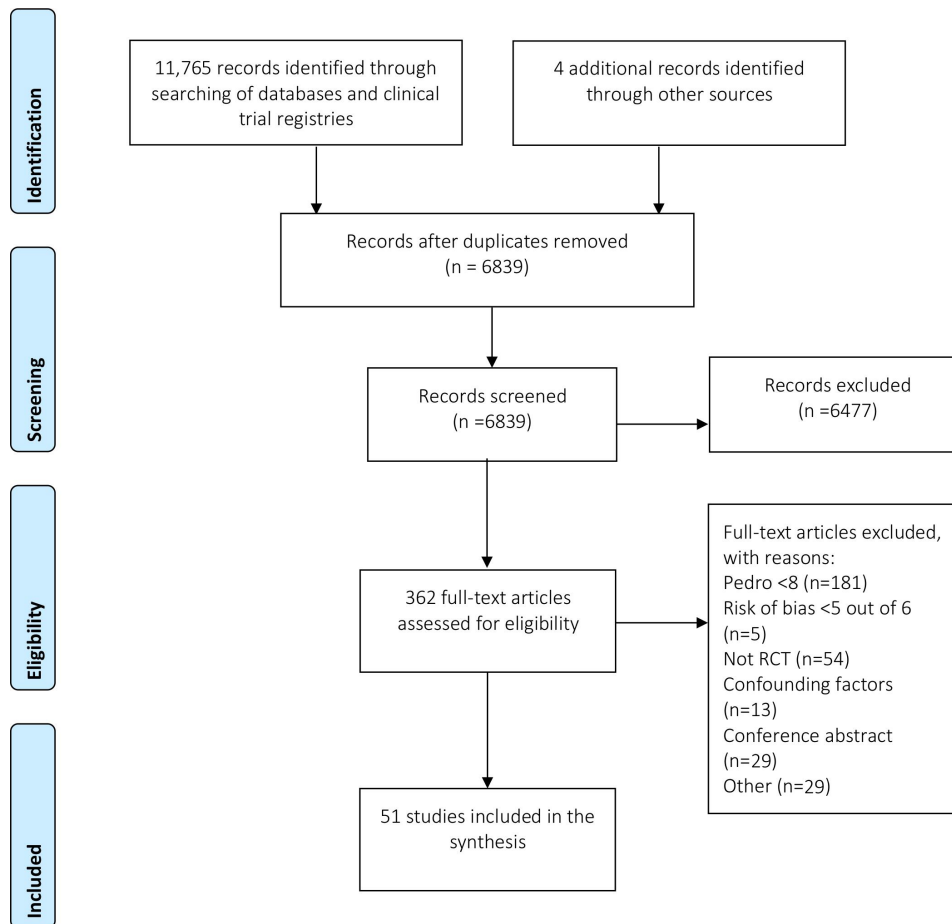 Identification
11,765 records identified through
searching of databases and clinical
trial registries
4 additional records identified
through other sources
Records after duplicates removed
(n = 6839)
Screening
Records screened
(n =6839)
Records excluded
(n =6477)
Eligibility
362 full-text articles
assessed for eligibility
Full-text articles excluded,
with reasons:
Pedro <8 (n=181)
Risk of bias <5 out of 6
(n=5)
Not RCT (n=54)
Confounding factors
(n=13)
Conference abstract
(n=29)
Other (n=29)
Included
51 studies included in the
synthesis